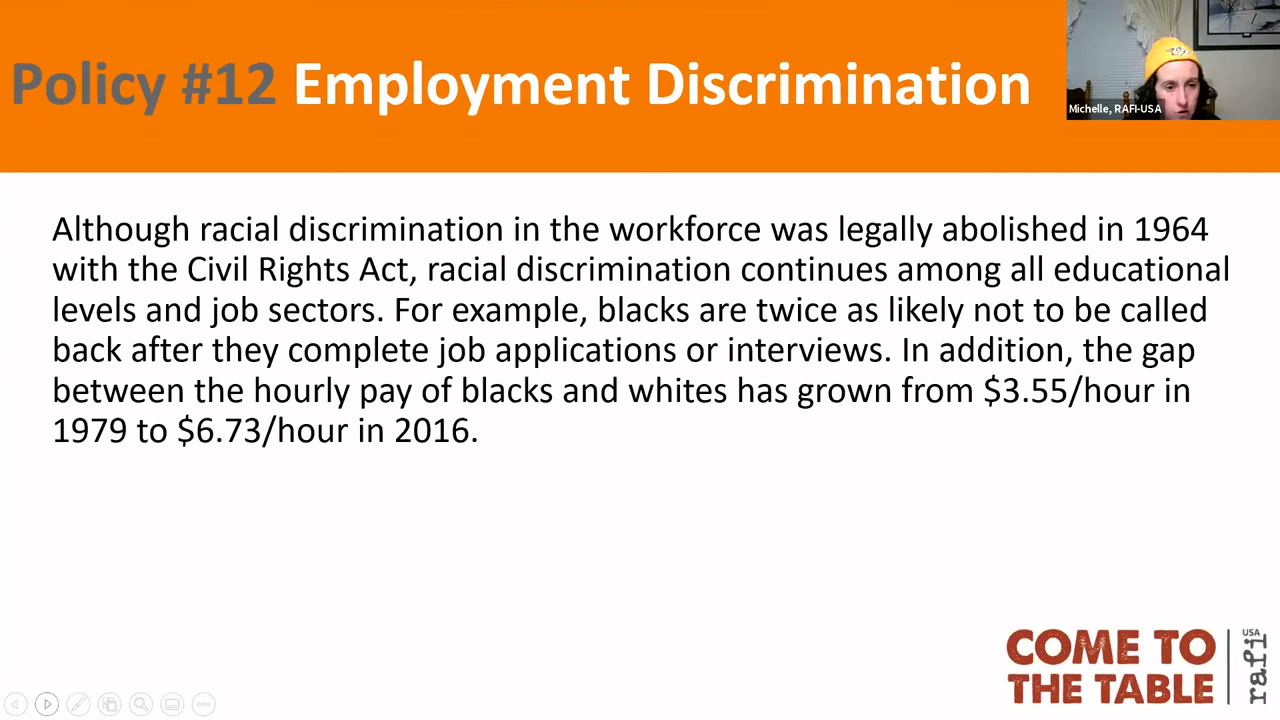 Policy #12 Employment Discrimination
Michelle, RAFI-USA
Although racial discrimination in the workforce was legally abolished in 1964
with the Civil Rights Act, racial discrimination continues among all educational
levels and job sectors. For example, blacks are twice as likely not to be called
back after they complete job applications or interviews. In addition, the gap
between the hourly pay of blacks and whites has grown from $3.55/hour in
1979 to $6.73/hour in 2016.
COME TO
THE TABLE
rafi
USA